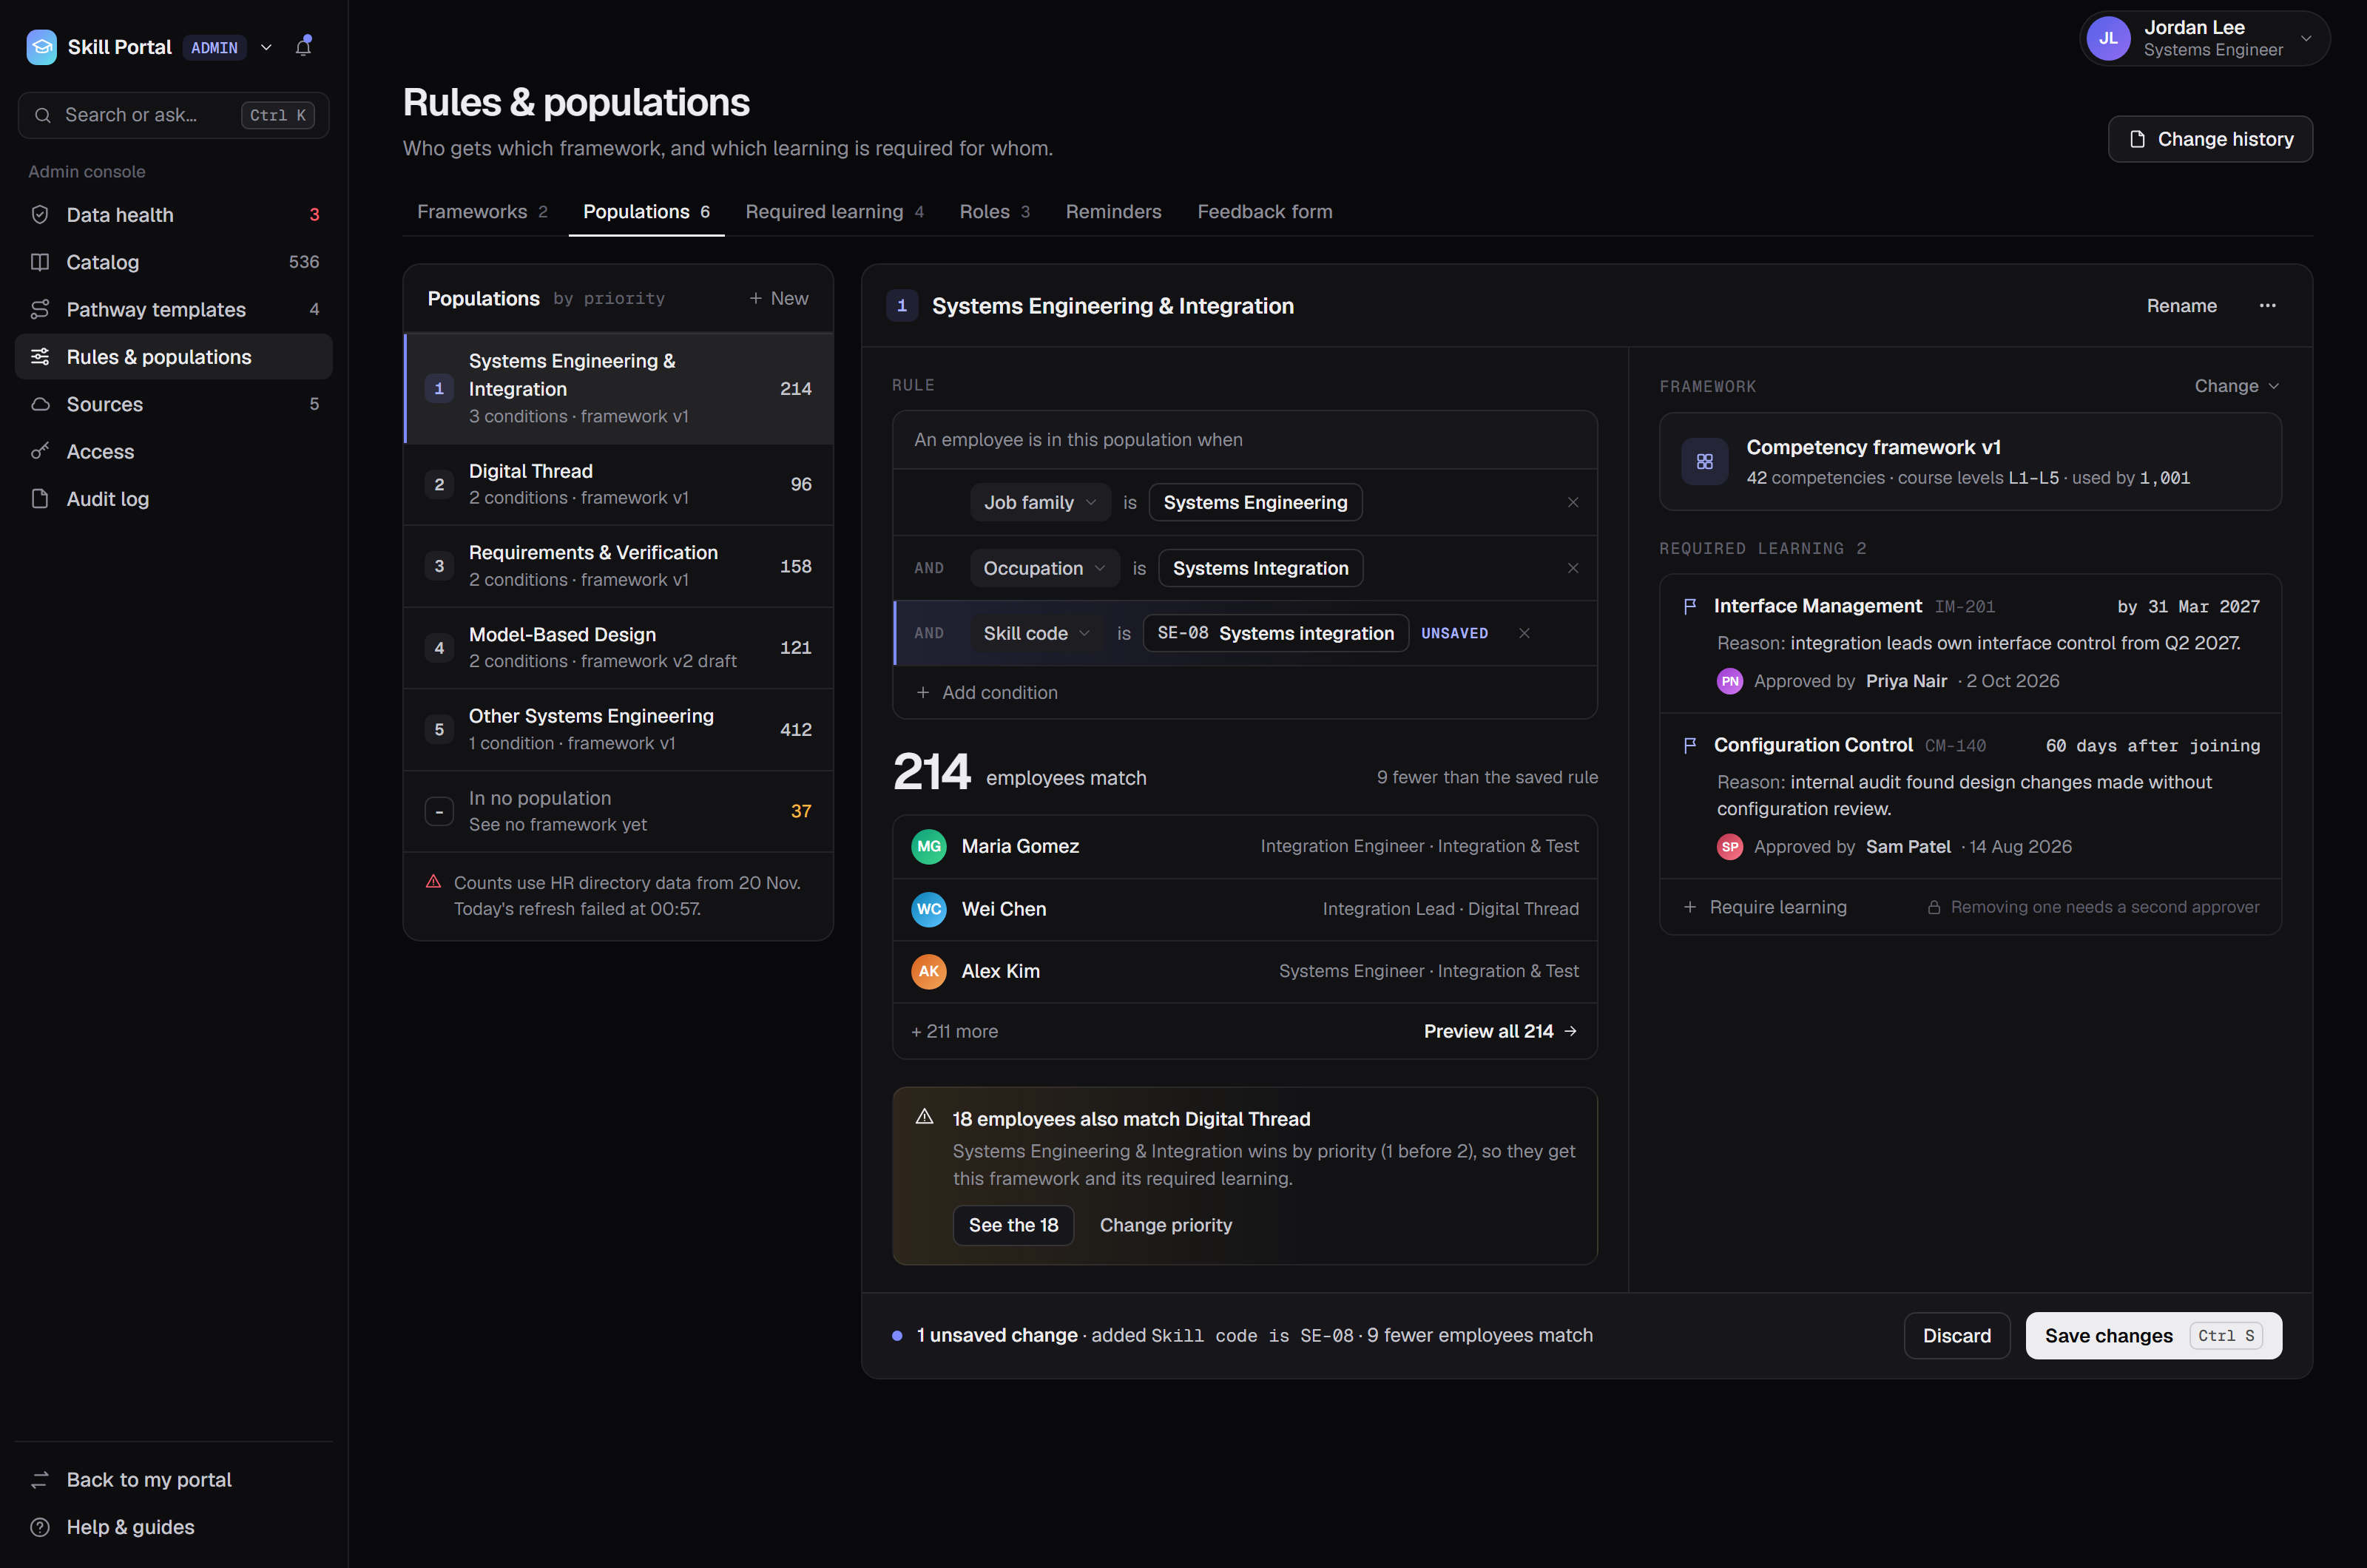 Skill Portal ADMIN
Search or ask... Ctrl K
Admin console
Data health 3
Catalog 536
Pathway templates 4
Rules & populations
Sources 5
Access
Audit log
Back to my portal
Help & guides
JL Jordan Lee
Systems Engineer
Rules & populations
Who gets which framework, and which learning is required for whom.
Change history
Frameworks 2 Populations 6 Required learning 4 Roles 3 Reminders Feedback form
Populations by priority + New
1 Systems Engineering &
Integration 214
3 conditions · framework v1
2 Digital Thread 96
2 conditions · framework v1
3 Requirements & Verification 158
2 conditions · framework v1
4 Model-Based Design 121
2 conditions · framework v2 draft
5 Other Systems Engineering 412
1 condition · framework v1
- In no population 37
See no framework yet
Counts use HR directory data from 20 Nov.
Today's refresh failed at 00:57.
1 Systems Engineering & Integration Rename ...
RULE
An employee is in this population when
Job family is Systems Engineering
AND Occupation is Systems Integration
AND Skill code is SE-08 Systems integration UNSAVED
+ Add condition
214 employees match 9 fewer than the saved rule
MG Maria Gomez Integration Engineer · Integration & Test
WC Wei Chen Integration Lead · Digital Thread
AK Alex Kim Systems Engineer · Integration & Test
+ 211 more Preview all 214 →
18 employees also match Digital Thread
Systems Engineering & Integration wins by priority (1 before 2), so they get
this framework and its required learning.
See the 18 Change priority
FRAMEWORK Change
Competency framework v1
42 competencies · course levels L1–L5 · used by 1,001
REQUIRED LEARNING 2
Interface Management IM-201 by 31 Mar 2027
Reason: integration leads own interface control from Q2 2027.
PN Approved by Priya Nair · 2 Oct 2026
Configuration Control CM-140 60 days after joining
Reason: internal audit found design changes made without
configuration review.
SP Approved by Sam Patel · 14 Aug 2026
+ Require learning Removing one needs a second approver
1 unsaved change · added Skill code is SE-08 · 9 fewer employees match
Discard Save changes Ctrl S